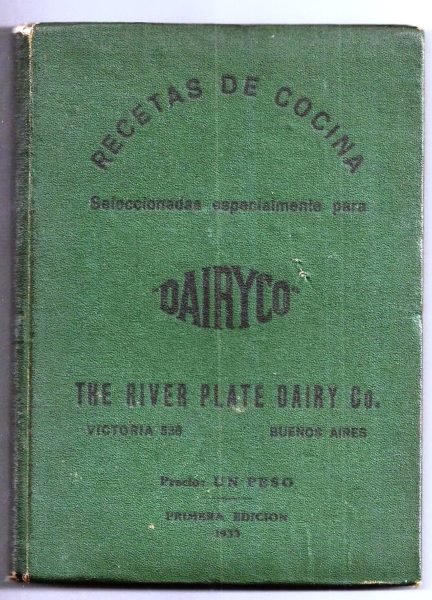 RECETAS DE COCINA
Seleccionadas especialmente para
"DAIRYCO"
THE RIVER PLATE DAIRY Co.
VICTORIA 538 BUENOS AIRES
Precio: UN PESO
PRIMERA EDICION